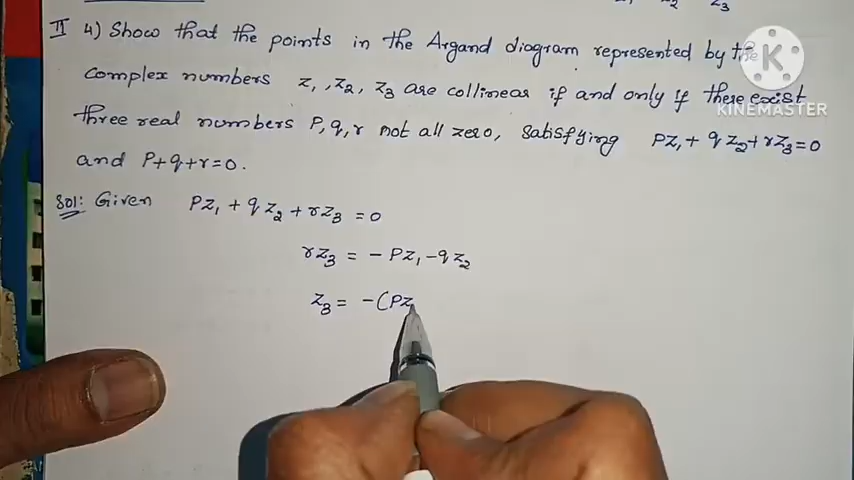 II 4) Show that the points in the Argand diagram represented by the
K
complex numbers z₁, z₂, z₃ are collinear if and only if there exist
KINEMASTER
three real numbers P, q, r not all zero, satisfying Pz₁ + qz₂ + rz₃ = 0
and P+q+r=0.
Sol: Given Pz₁ + qz₂ + rz₃ = 0
rz₃ = -Pz₁ - qz₂
z₃ = -(Pz